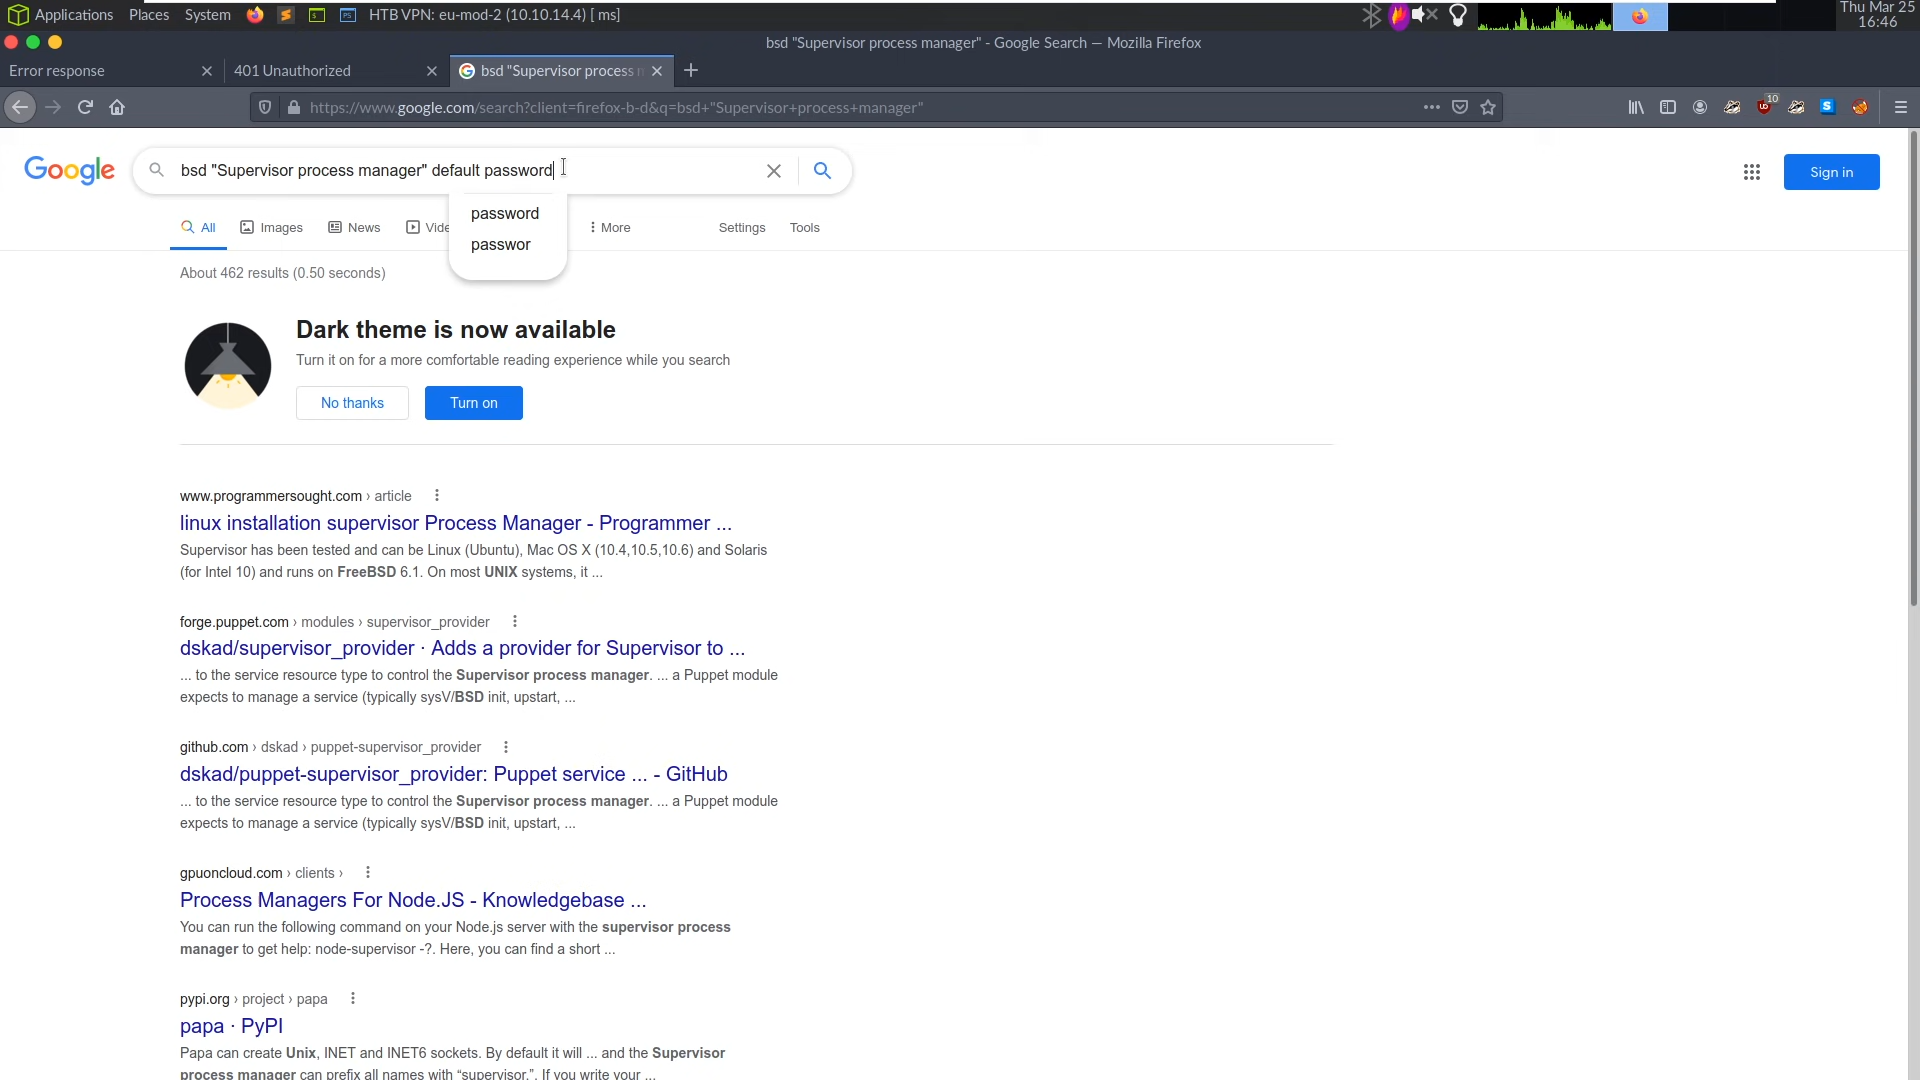 Applications Places System HTB VPN: eu-mod-2 (10.10.14.4) [ ms] Thu Mar 25
16:46
bsd "Supervisor process manager" - Google Search — Mozilla Firefox
Error response 401 Unauthorized bsd "Supervisor process m
https://www.google.com/search?client=firefox-b-d&q=bsd+"Supervisor+process+manager" 10
Google bsd "Supervisor process manager" default password Sign in
password
passwor
All Images News Vide More Settings Tools
About 462 results (0.50 seconds)
Dark theme is now available
Turn it on for a more comfortable reading experience while you search
No thanks Turn on
www.programmersought.com › article
linux installation supervisor Process Manager - Programmer ...
Supervisor has been tested and can be Linux (Ubuntu), Mac OS X (10.4,10.5,10.6) and Solaris
(for Intel 10) and runs on FreeBSD 6.1. On most UNIX systems, it ...
forge.puppet.com › modules › supervisor_provider
dskad/supervisor_provider · Adds a provider for Supervisor to ...
... to the service resource type to control the Supervisor process manager. ... a Puppet module
expects to manage a service (typically sysV/BSD init, upstart, ...
github.com › dskad › puppet-supervisor_provider
dskad/puppet-supervisor_provider: Puppet service ... - GitHub
... to the service resource type to control the Supervisor process manager. ... a Puppet module
expects to manage a service (typically sysV/BSD init, upstart, ...
gpuoncloud.com › clients ›
Process Managers For Node.JS - Knowledgebase ...
You can run the following command on your Node.js server with the supervisor process
manager to get help: node-supervisor -?. Here, you can find a short ...
pypi.org › project › papa
papa · PyPI
Papa can create Unix, INET and INET6 sockets. By default it will ... and the Supervisor
process manager can prefix all names with “supervisor.”. If you write your ...